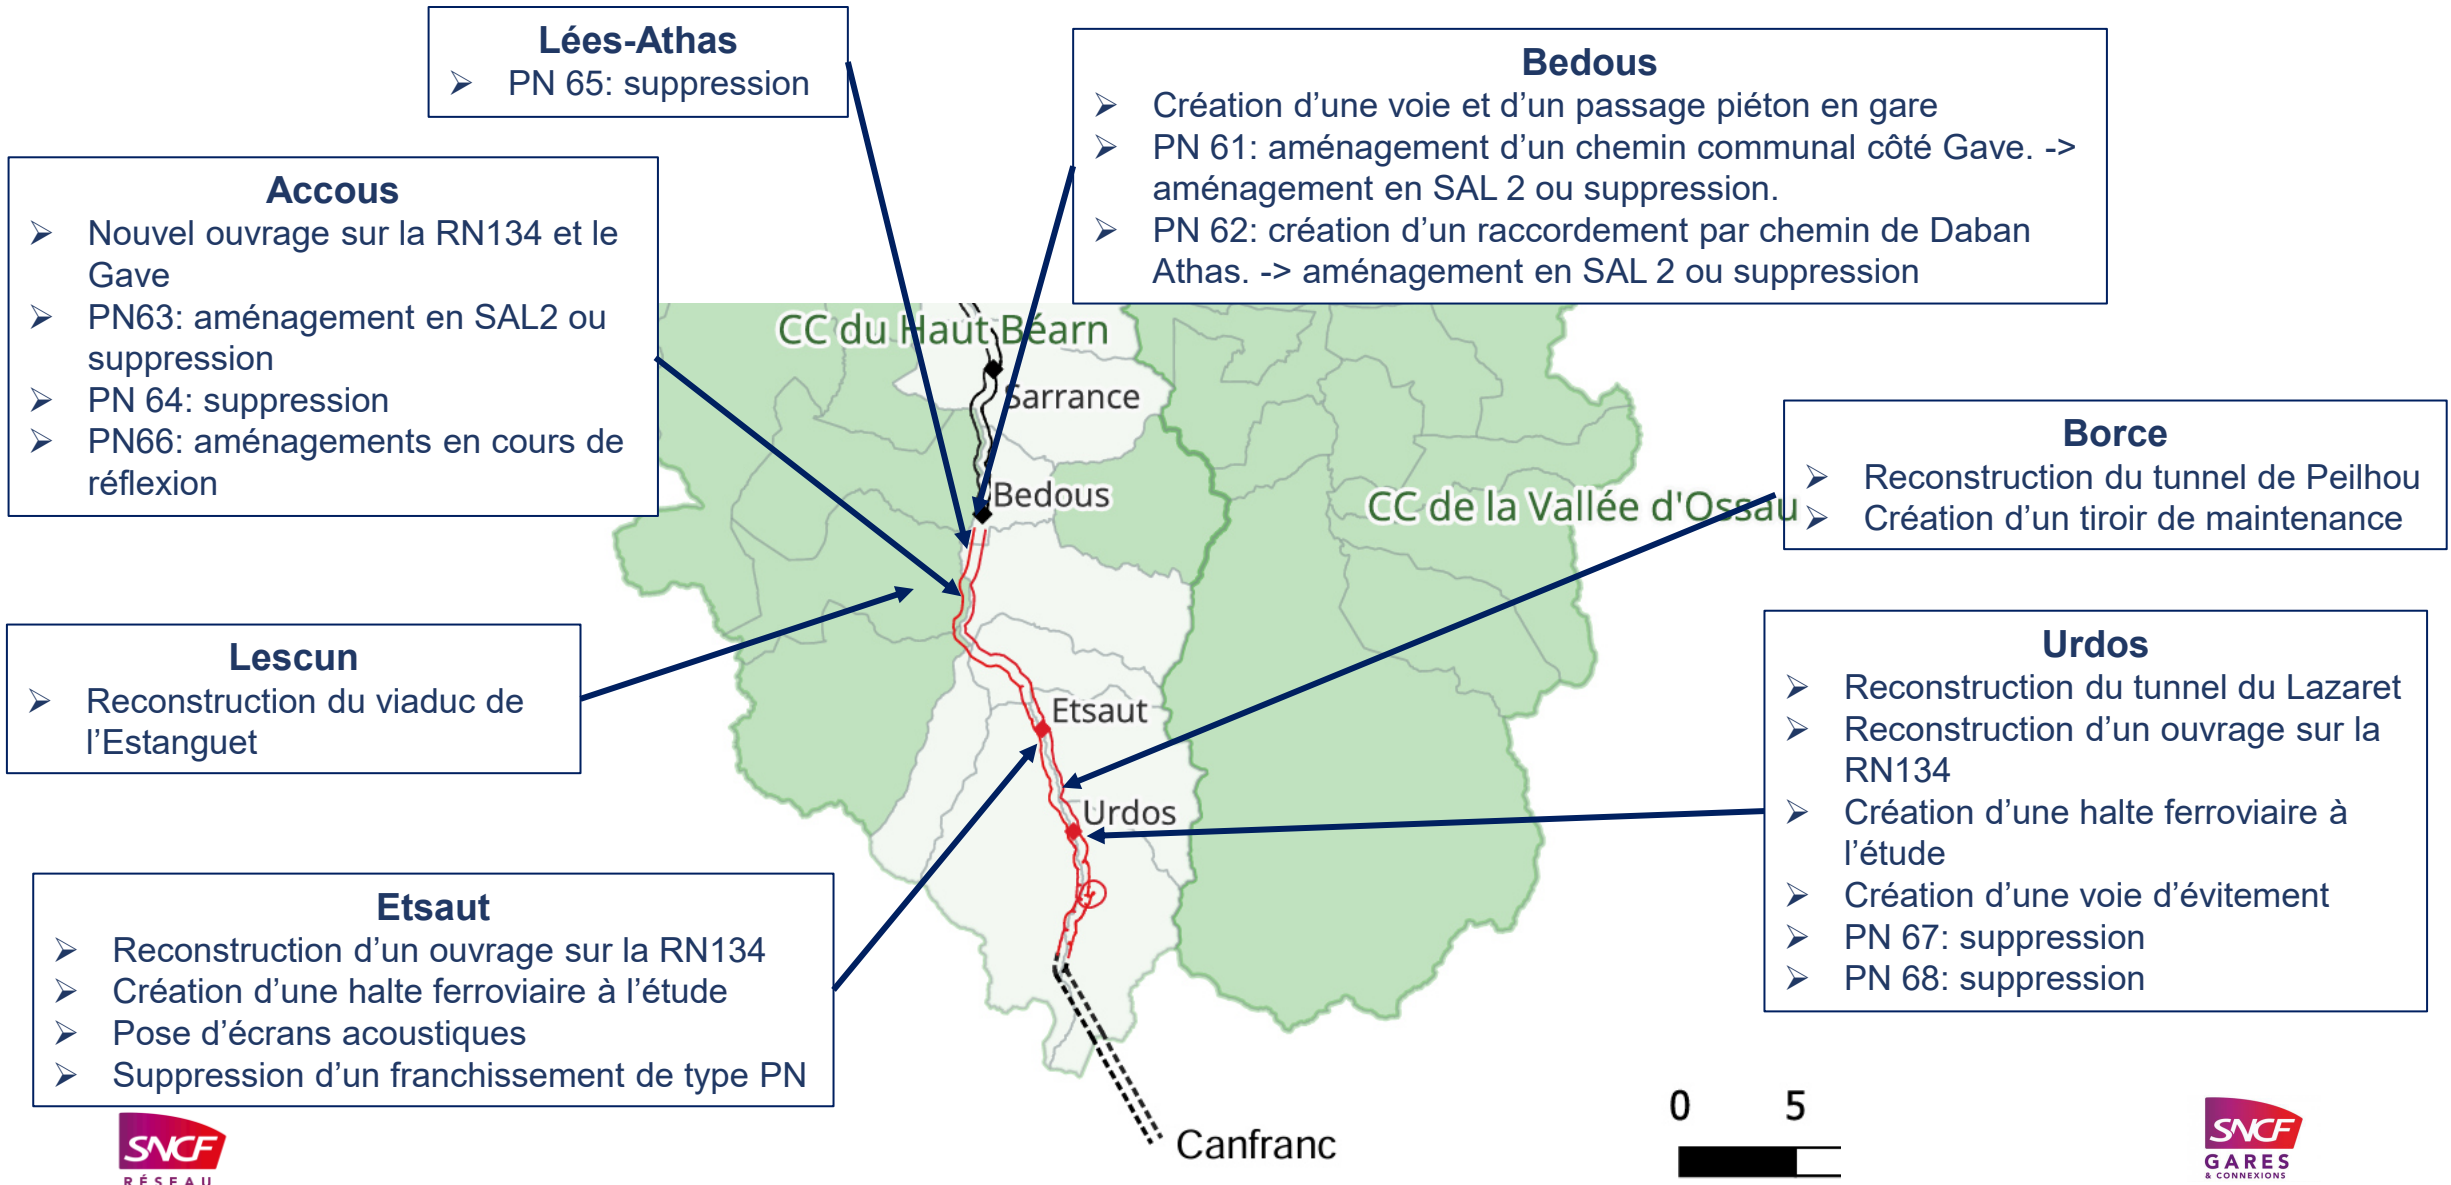 Lées-Athas
➢ PN 65: suppression
Bedous
➢ Création d’une voie et d’un passage piéton en gare
➢ PN 61: aménagement d’un chemin communal côté Gave. ->
aménagement en SAL 2 ou suppression.
➢ PN 62: création d’un raccordement par chemin de Daban
Athas. -> aménagement en SAL 2 ou suppression
Accous
➢ Nouvel ouvrage sur la RN134 et le
Gave
➢ PN63: aménagement en SAL2 ou
suppression
➢ PN 64: suppression
➢ PN66: aménagements en cours de
réflexion
CC du Haut Béarn
Sarrance
Bedous
CC de la Vallée d'Ossau
Borce
➢ Reconstruction du tunnel de Peilhou
➢ Création d’un tiroir de maintenance
Lescun
➢ Reconstruction du viaduc de
l’Estanguet
Etsaut
Urdos
Urdos
➢ Reconstruction du tunnel du Lazaret
➢ Reconstruction d’un ouvrage sur la
RN134
➢ Création d’une halte ferroviaire à
l’étude
➢ Création d’une voie d’évitement
➢ PN 67: suppression
➢ PN 68: suppression
Etsaut
➢ Reconstruction d’un ouvrage sur la RN134
➢ Création d’une halte ferroviaire à l’étude
➢ Pose d’écrans acoustiques
➢ Suppression d’un franchissement de type PN
Canfranc
0 5
SNCF
RÉSEAU
SNCF
GARES
& CONNEXIONS